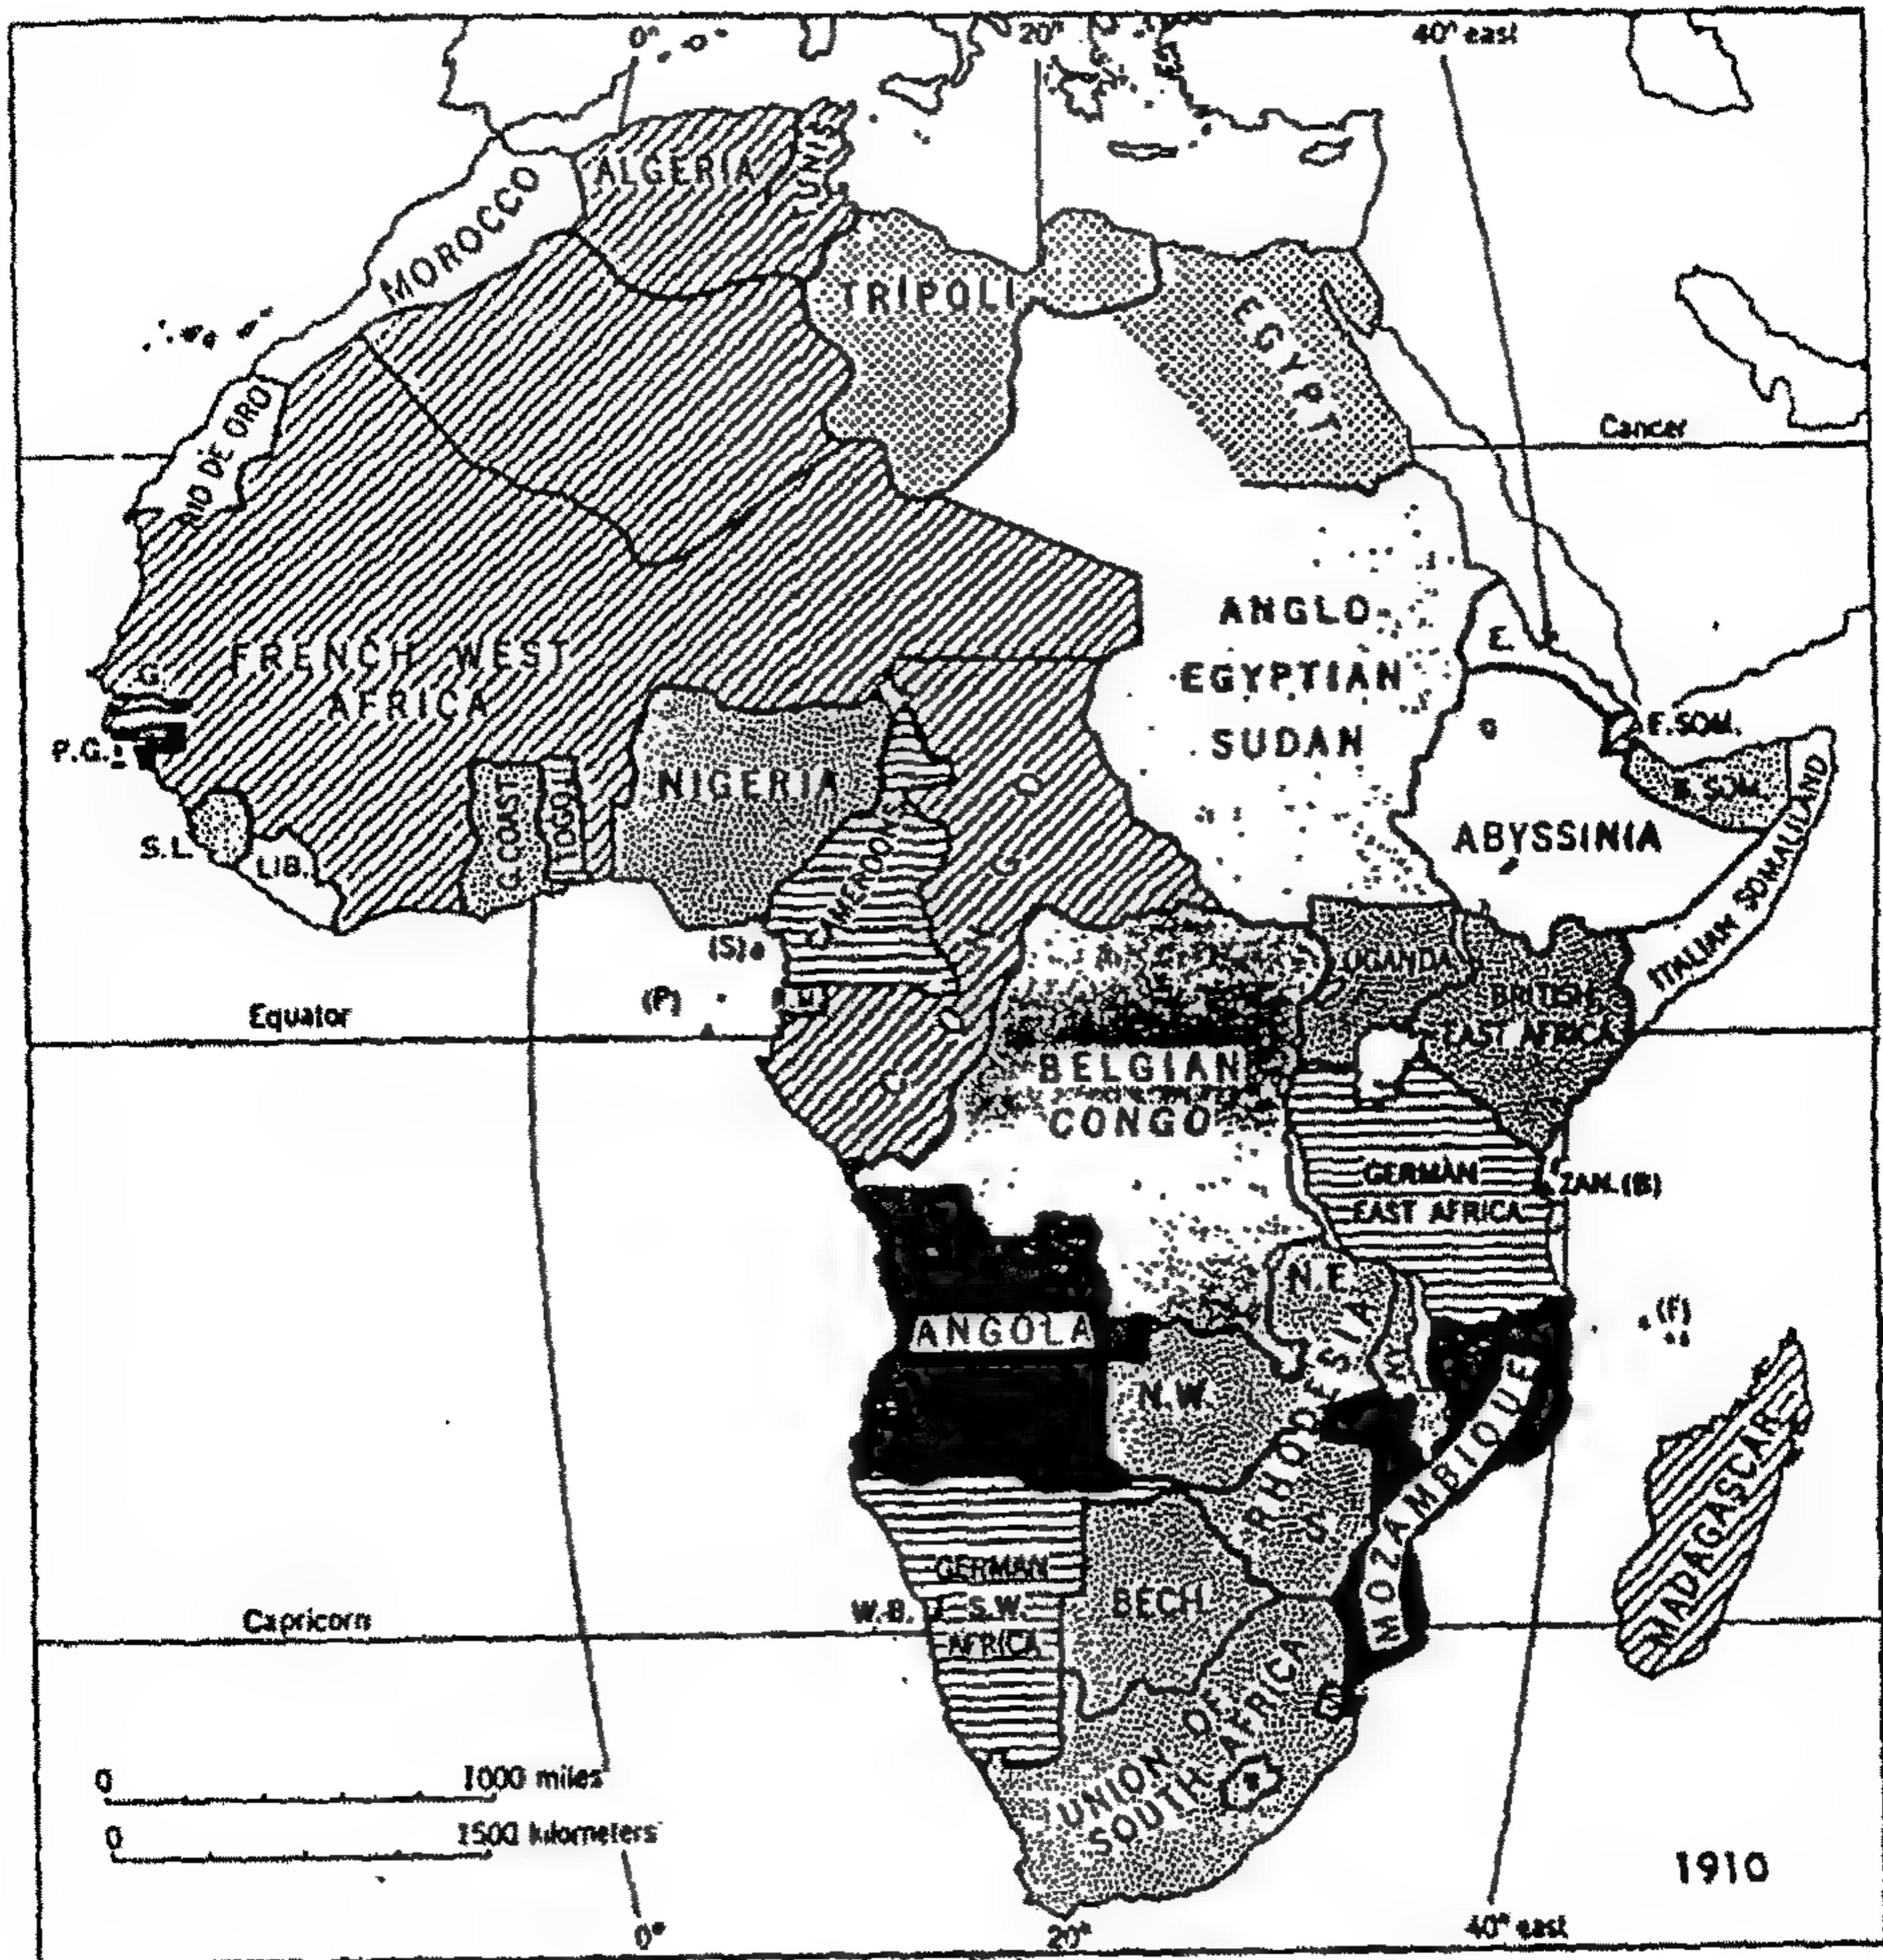 0°
20°
40° east
ALGERIA
TUNIS
MOROCCO
TRIPOLI
EGYPT
RIO DE ORO
Cancer
ANGLO
EGYPTIAN
SUDAN
E.
FRENCH WEST
AFRICA
G.
P.G.
F. SOM.
B. SOM.
NIGERIA
G. COAST
TOGO
S.L.
LIB.
CAMEROONS
ABYSSINIA
ITALIAN SOMALILAND
(S)
(P)
UGANDA
BRITISH
EAST AFRICA
Equator
BELGIAN
CONGO
GERMAN
EAST AFRICA
ZAN. (B)
N.E.
(F)
ANGOLA
NY.
N.W.
RHODESIA
S.
MOZAMBIQUE
MADAGASCAR
GERMAN
S.W.
AFRICA
W.B.
BECH
Capricorn
UNION OF
SOUTH AFRICA
0 1000 miles
0 1500 kilometers
1910
0°
20°
40° east